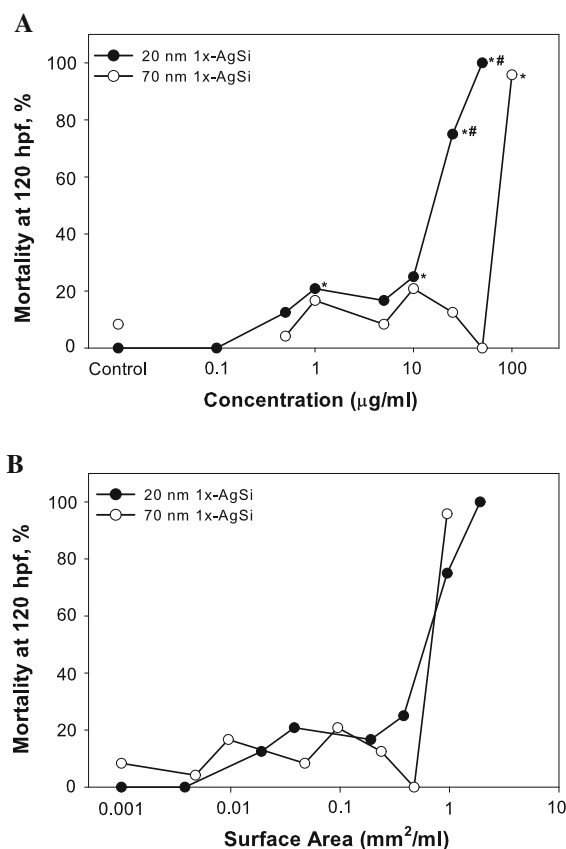 A
20 nm 1x-AgSi
70 nm 1x-AgSi
Mortality at 120 hpf, %
100
80
60
40
20
0
*#
*
*#
*
*
Control
0.1
1
10
100
Concentration (μg/ml)
B
20 nm 1x-AgSi
70 nm 1x-AgSi
Mortality at 120 hpf, %
100
80
60
40
20
0
0.001
0.01
0.1
1
10
Surface Area (mm²/ml)